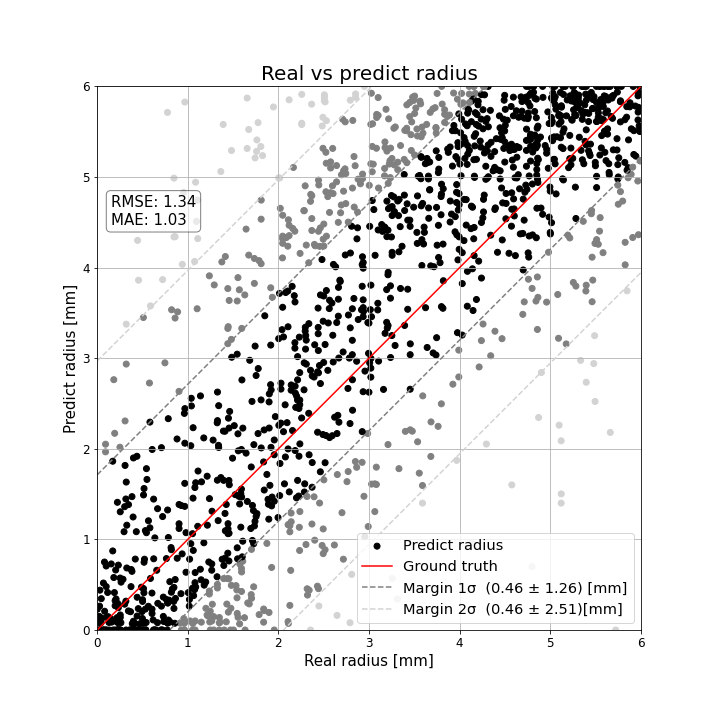 Real vs predict radius
6
5
4
3
2
1
0
Predict radius [mm]
RMSE: 1.34
MAE: 1.03
Predict radius
Ground truth
Margin 1σ  (0.46 ± 1.26) [mm]
Margin 2σ  (0.46 ± 2.51)[mm]
0 1 2 3 4 5 6
Real radius [mm]